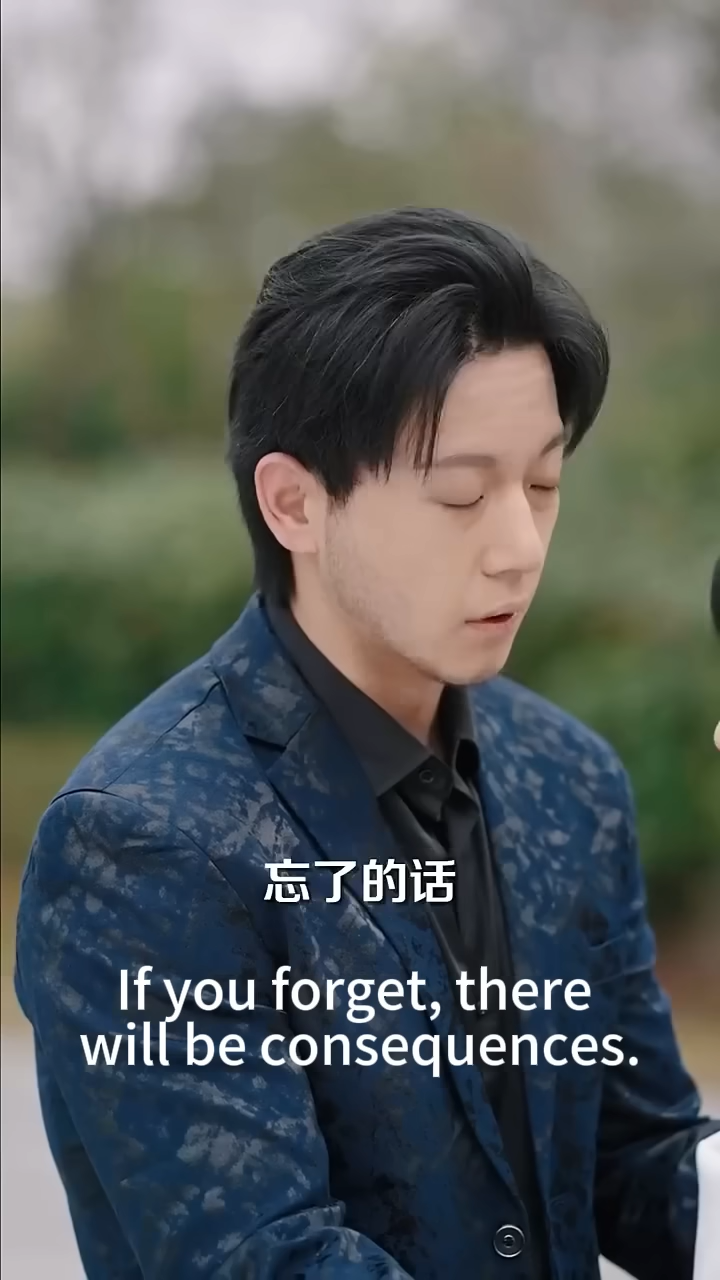 忘了的话
If you forget, there
will be consequences.